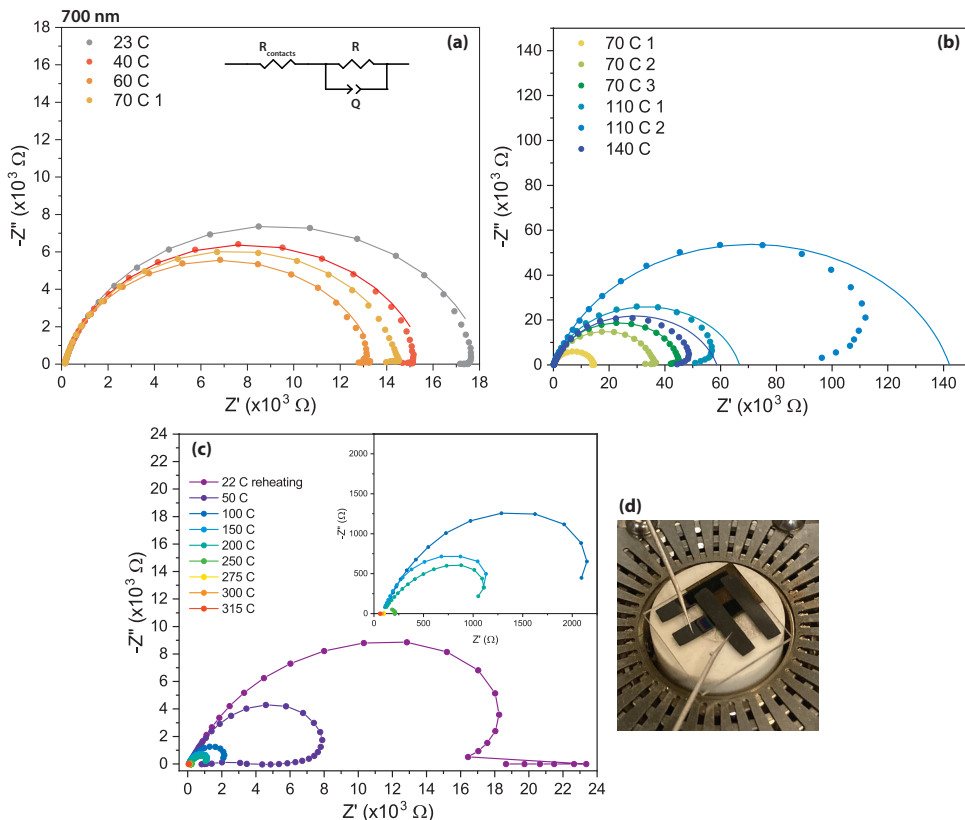 700 nm
(a)
23 C
40 C
60 C
70 C 1
R contacts
R
Q
18
16
14
12
10
8
6
4
2
0
-Z'' (x10³ Ω)
0 2 4 6 8 10 12 14 16 18
Z' (x10³ Ω)
(b)
70 C 1
70 C 2
70 C 3
110 C 1
110 C 2
140 C
140
120
100
80
60
40
20
0
-Z'' (x10³ Ω)
0 20 40 60 80 100 120 140
Z' (x10³ Ω)
(c)
22 C reheating
50 C
100 C
150 C
200 C
250 C
275 C
300 C
315 C
24
22
20
18
16
14
12
10
8
6
4
2
0
-Z'' (x10³ Ω)
0 2 4 6 8 10 12 14 16 18 20 22 24
Z' (x10³ Ω)
2000
1500
1000
500
0
-Z'' (Ω)
0 500 1000 1500 2000
Z' (Ω)
(d)